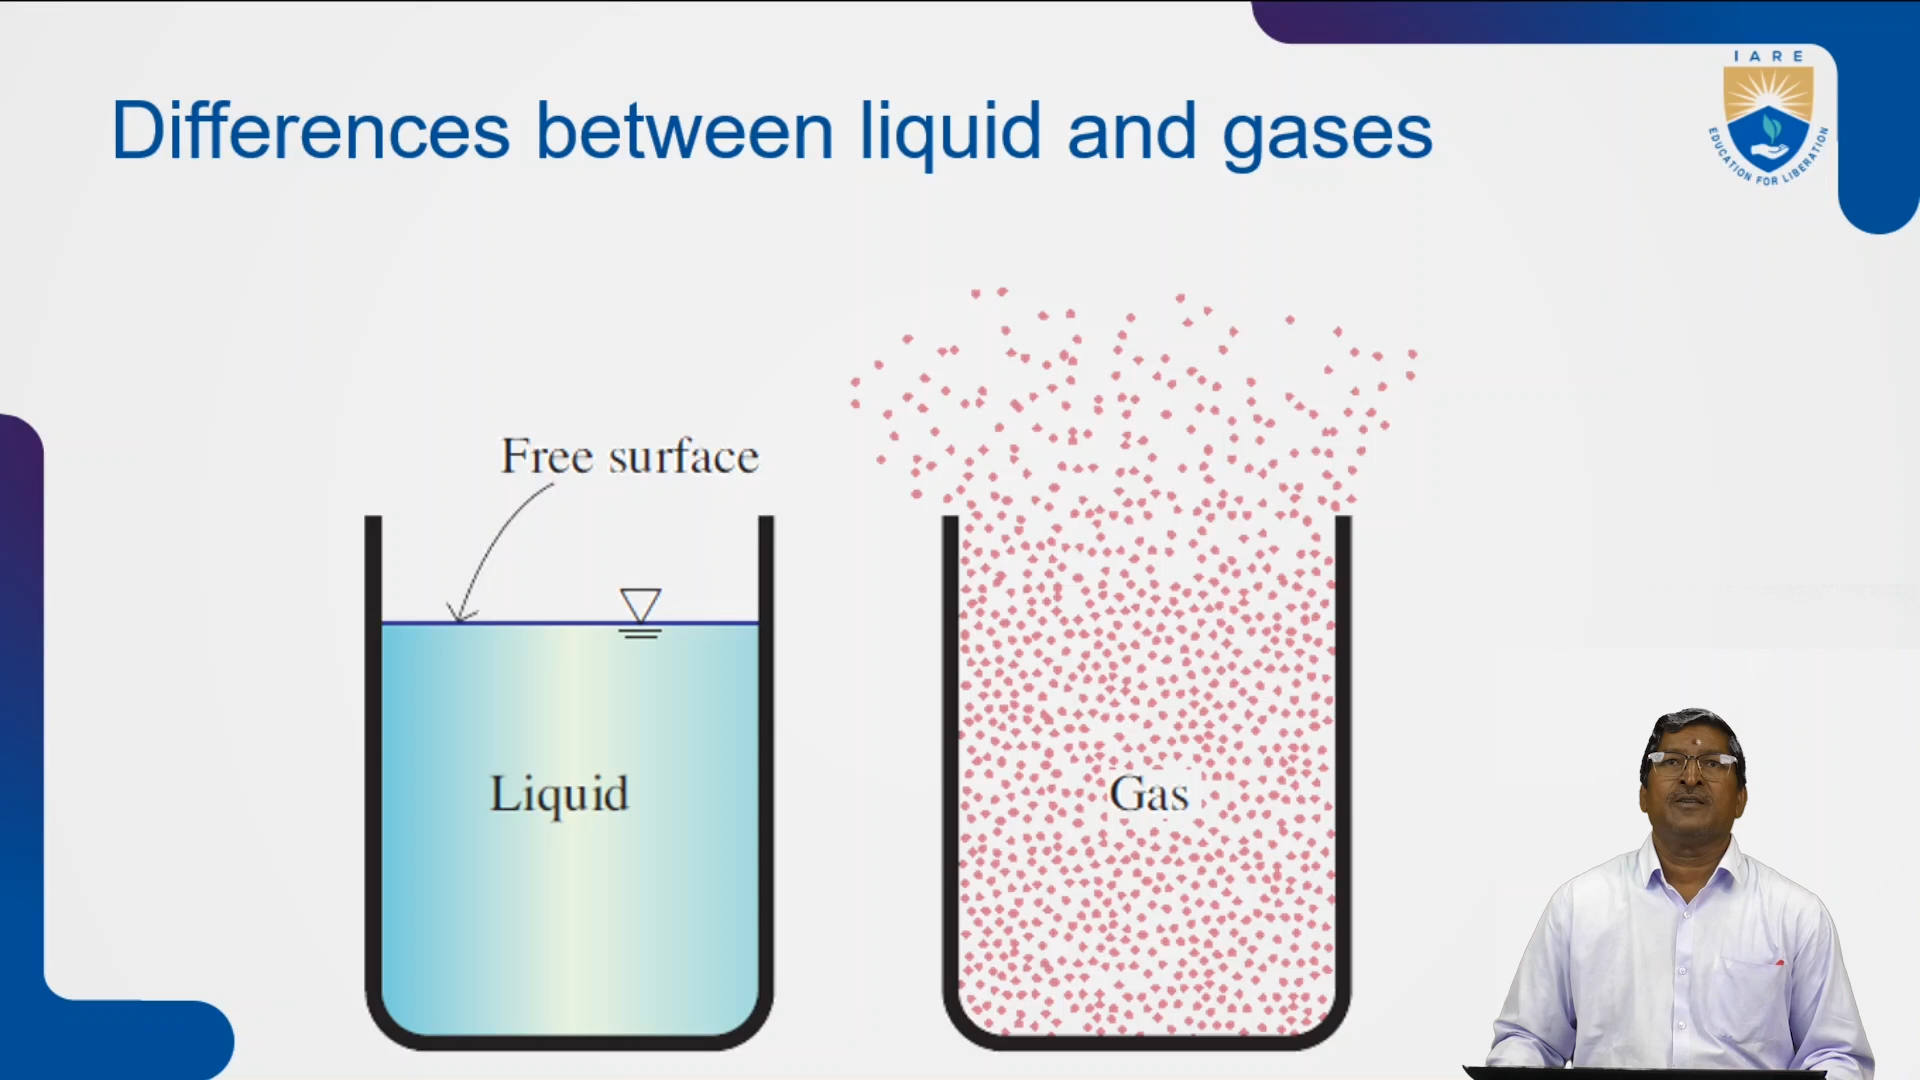 Differences between liquid and gases
I A R E
EDUCATION FOR LIBERATION
Free surface
Liquid
Gas